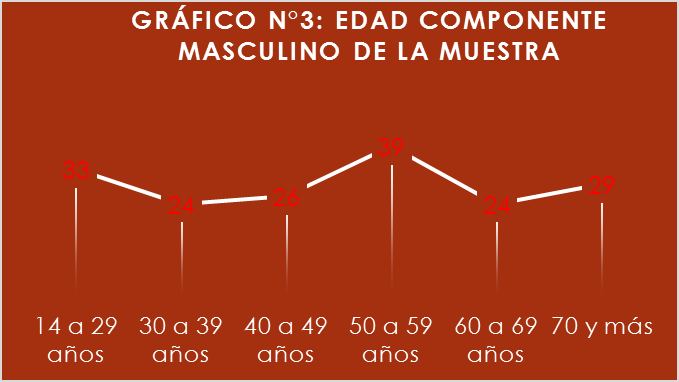 GRÁFICO N°3: EDAD COMPONENTE
MASCULINO DE LA MUESTRA
33
24
26
39
24
29
14 a 29 años
30 a 39 años
40 a 49 años
50 a 59 años
60 a 69 años
70 y más